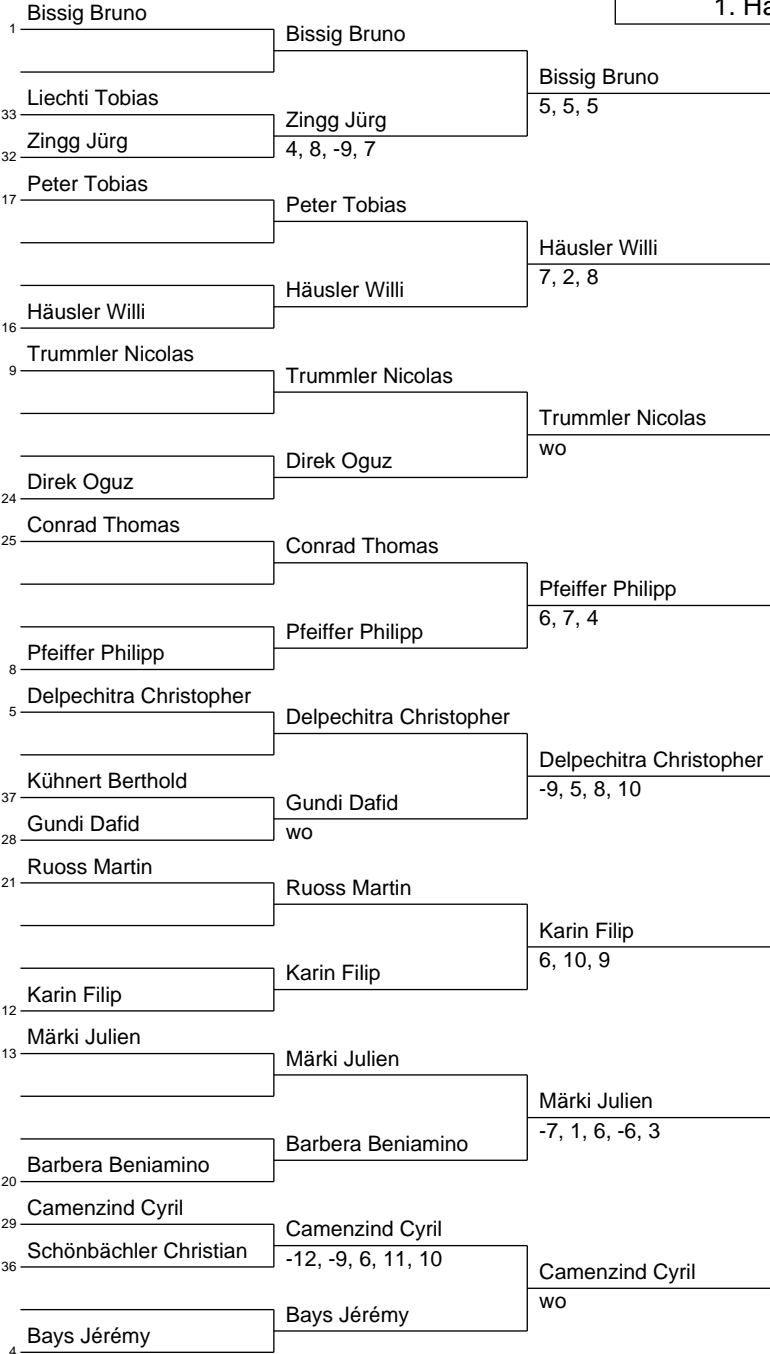 1. Ha
1 Bissig Bruno
Bissig Bruno
Bissig Bruno
5, 5, 5
33 Liechti Tobias
Zingg Jürg
4, 8, -9, 7
32 Zingg Jürg
17 Peter Tobias
Peter Tobias
Häusler Willi
7, 2, 8
Häusler Willi
16 Häusler Willi
9 Trummler Nicolas
Trummler Nicolas
Trummler Nicolas
wo
Direk Oguz
24 Direk Oguz
25 Conrad Thomas
Conrad Thomas
Pfeiffer Philipp
6, 7, 4
Pfeiffer Philipp
8 Pfeiffer Philipp
5 Delpechitra Christopher
Delpechitra Christopher
Delpechitra Christopher
-9, 5, 8, 10
37 Kühnert Berthold
Gundi Dafid
wo
28 Gundi Dafid
21 Ruoss Martin
Ruoss Martin
Karin Filip
6, 10, 9
Karin Filip
12 Karin Filip
13 Märki Julien
Märki Julien
Märki Julien
-7, 1, 6, -6, 3
Barbera Beniamino
20 Barbera Beniamino
29 Camenzind Cyril
Camenzind Cyril
-12, -9, 6, 11, 10
36 Schönbächler Christian
Camenzind Cyril
wo
Bays Jérémy
4 Bays Jérémy